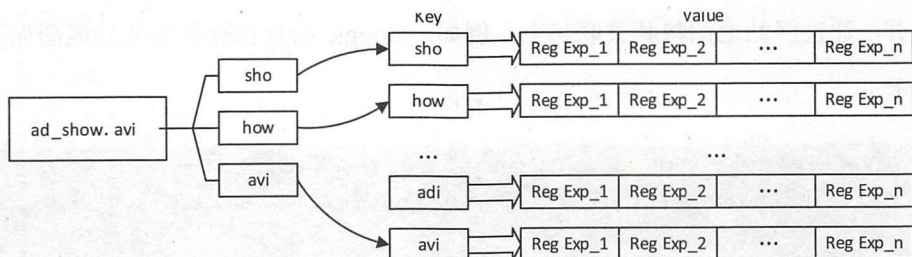 Key value
sho sho Reg Exp_1 Reg Exp_2 ... Reg Exp_n
ad_show. avi how how Reg Exp_1 Reg Exp_2 ... Reg Exp_n
... ...
avi adi Reg Exp_1 Reg Exp_2 ... Reg Exp_n
avi Reg Exp_1 Reg Exp_2 ... Reg Exp_n